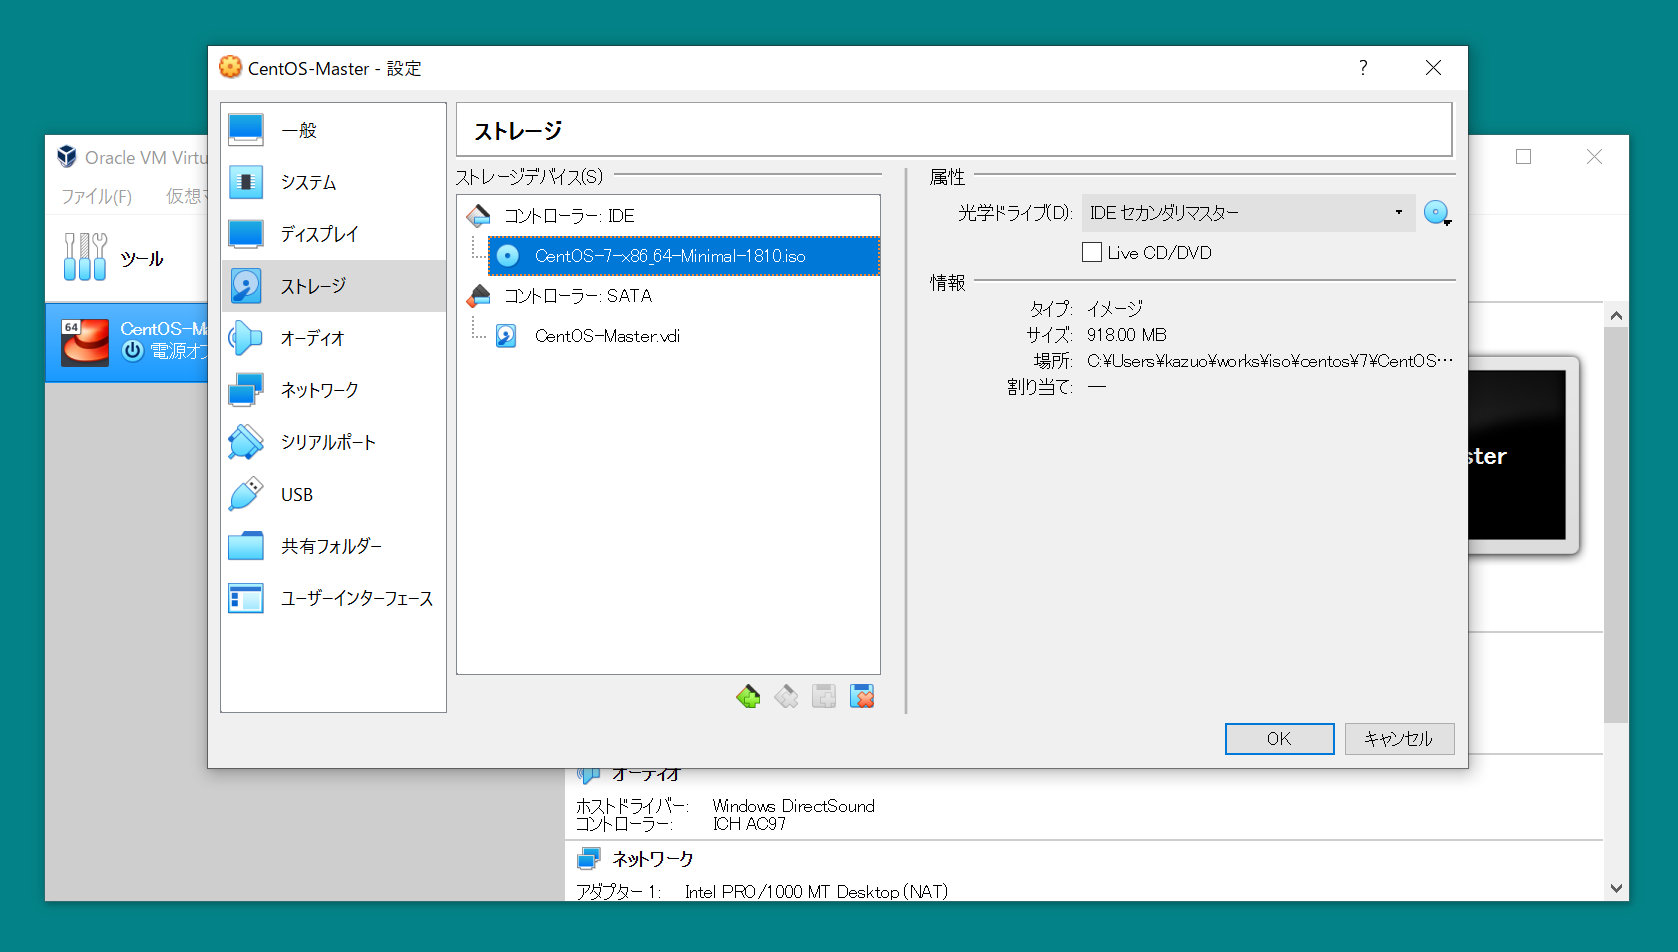 CentOS-Master - 設定
?
一般
システム
ディスプレイ
ストレージ
オーディオ
ネットワーク
シリアルポート
USB
共有フォルダー
ユーザーインターフェース
ストレージ
ストレージデバイス(S)
コントローラー: IDE
CentOS-7-x86_64-Minimal-1810.iso
コントローラー: SATA
CentOS-Master.vdi
属性
光学ドライブ(D): IDE セカンダリマスター
Live CD/DVD
情報
タイプ: イメージ
サイズ: 918.00 MB
場所: C:¥Users¥kazuo¥works¥iso¥centos¥7¥CentOS…
割り当て: —
OK
キャンセル
Oracle VM Virtu
ファイル(F) 仮想
ツール
64
CentOS-Ma
電源オフ
ster
オーディオ
ホストドライバー: Windows DirectSound
コントローラー: ICH AC97
ネットワーク
アダプター 1: Intel PRO/1000 MT Desktop (NAT)